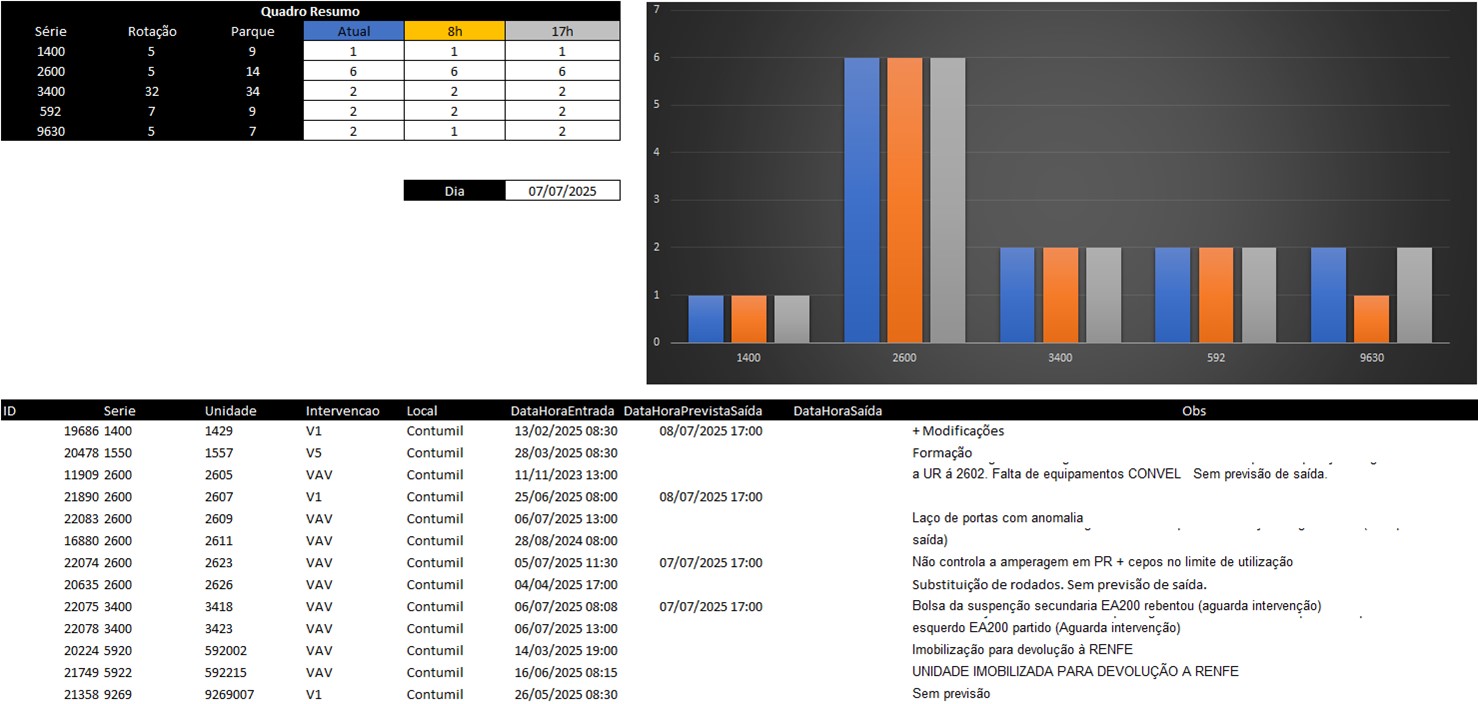 Quadro Resumo
Série Rotação Parque Atual 8h 17h
1400 5 9 1 1 1
2600 5 14 6 6 6
3400 32 34 2 2 2
592 7 9 2 2 2
9630 5 7 2 1 2
Dia 07/07/2025
7
6
5
4
3
2
1
0
1400 2600 3400 592 9630
ID Serie Unidade Intervencao Local DataHoraEntrada DataHoraPrevistaSaída DataHoraSaída Obs
19686 1400 1429 V1 Contumil 13/02/2025 08:30 08/07/2025 17:00 + Modificações
20478 1550 1557 V5 Contumil 28/03/2025 08:30 Formação
11909 2600 2605 VAV Contumil 11/11/2023 13:00 a UR á 2602. Falta de equipamentos CONVEL Sem previsão de saída.
21890 2600 2607 V1 Contumil 25/06/2025 08:00 08/07/2025 17:00
22083 2600 2609 VAV Contumil 06/07/2025 13:00 Laço de portas com anomalia
16880 2600 2611 VAV Contumil 28/08/2024 08:00 saída)
22074 2600 2623 VAV Contumil 05/07/2025 11:30 07/07/2025 17:00 Não controla a amperagem em PR + cepos no limite de utilização
20635 2600 2626 VAV Contumil 04/04/2025 17:00 Substituição de rodados. Sem previsão de saída.
22075 3400 3418 VAV Contumil 06/07/2025 08:08 07/07/2025 17:00 Bolsa da suspenção secundaria EA200 rebentou (aguarda intervenção)
22078 3400 3423 VAV Contumil 06/07/2025 13:00 esquerdo EA200 partido (Aguarda intervenção)
20224 5920 592002 VAV Contumil 14/03/2025 19:00 Imobilização para devolução à RENFE
21749 5922 592215 VAV Contumil 16/06/2025 08:15 UNIDADE IMOBILIZADA PARA DEVOLUÇÃO A RENFE
21358 9269 9269007 V1 Contumil 26/05/2025 08:30 Sem previsão